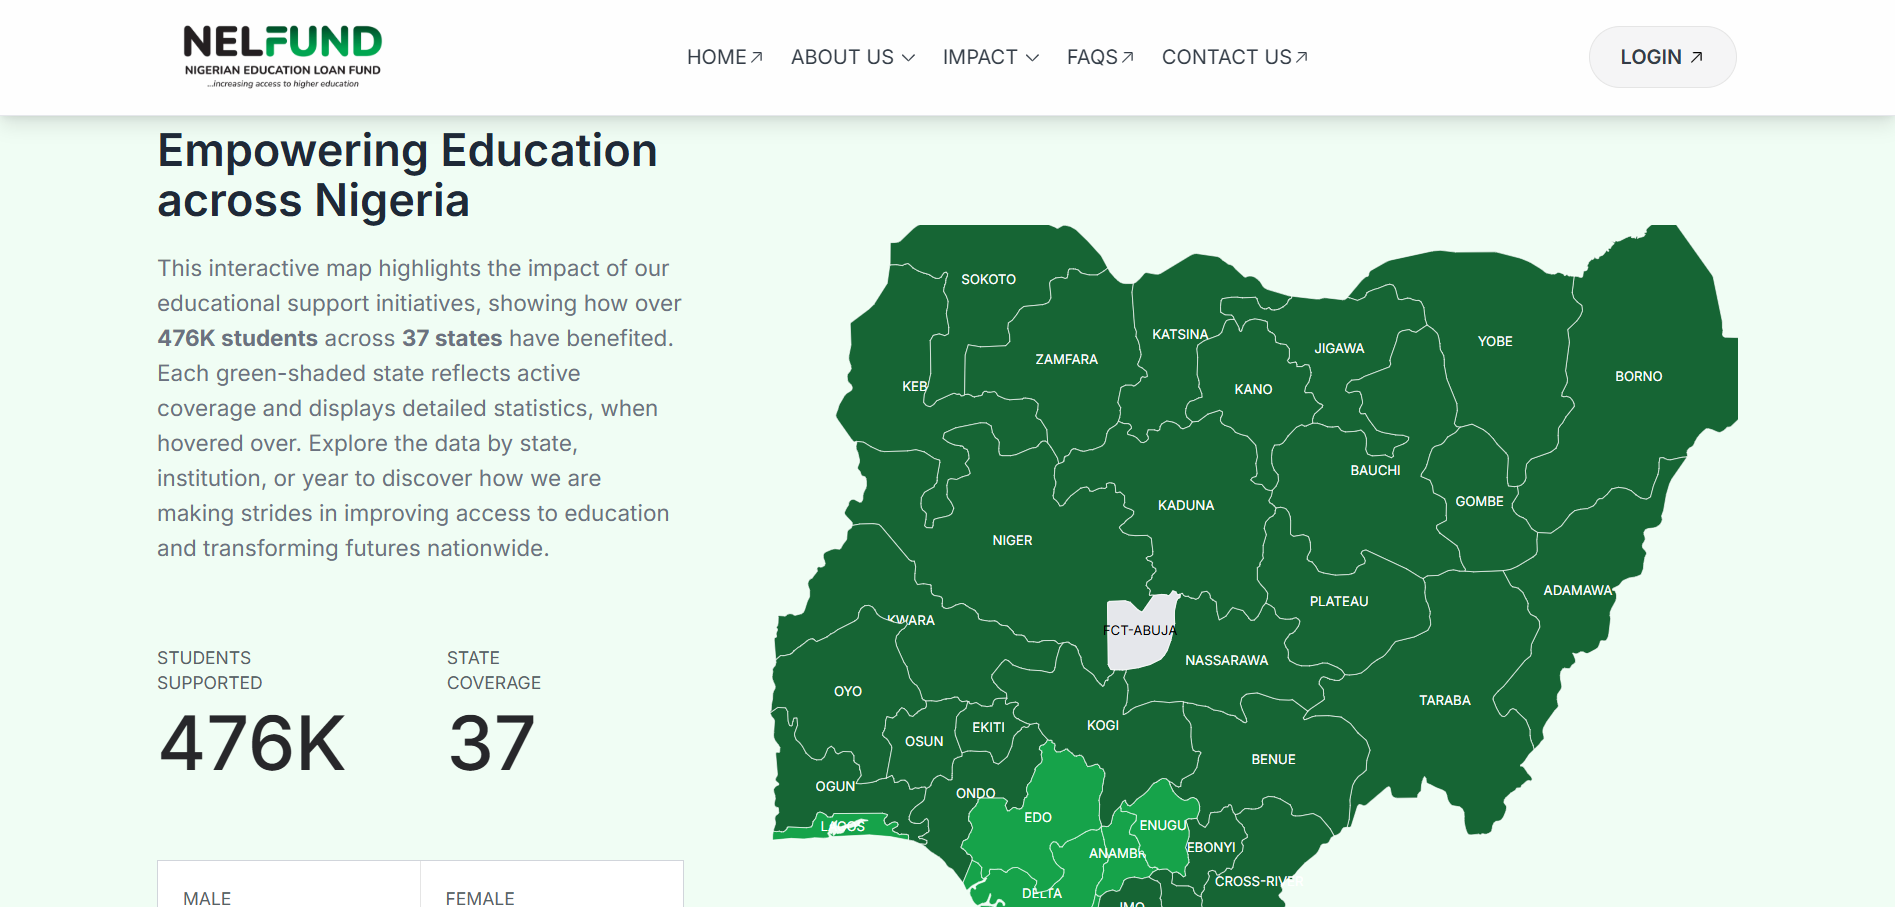 NELFUND
NIGERIAN EDUCATION LOAN FUND
...increasing access to higher education
HOME
ABOUT US
IMPACT
FAQS
CONTACT US
LOGIN
Empowering Education
across Nigeria
This interactive map highlights the impact of our
educational support initiatives, showing how over
476K students across 37 states have benefited.
Each green-shaded state reflects active
coverage and displays detailed statistics, when
hovered over. Explore the data by state,
institution, or year to discover how we are
making strides in improving access to education
and transforming futures nationwide.
STUDENTS
SUPPORTED
476K
STATE
COVERAGE
37
MALE
FEMALE
SOKOTO
KATSINA
JIGAWA
YOBE
ZAMFARA
BORNO
KEB
KANO
BAUCHI
GOMBE
KADUNA
NIGER
ADAMAWA
PLATEAU
KWARA
FCT-ABUJA
NASSARAWA
OYO
TARABA
KOGI
EKITI
OSUN
BENUE
OGUN
ONDO
EDO
LAGOS
ENUGU
EBONYI
ANAMBR
CROSS-RIVER
DELTA
IMO